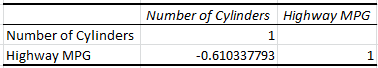 Number of Cylinders Highway MPG
Number of Cylinders 1
Highway MPG -0.610337793 1